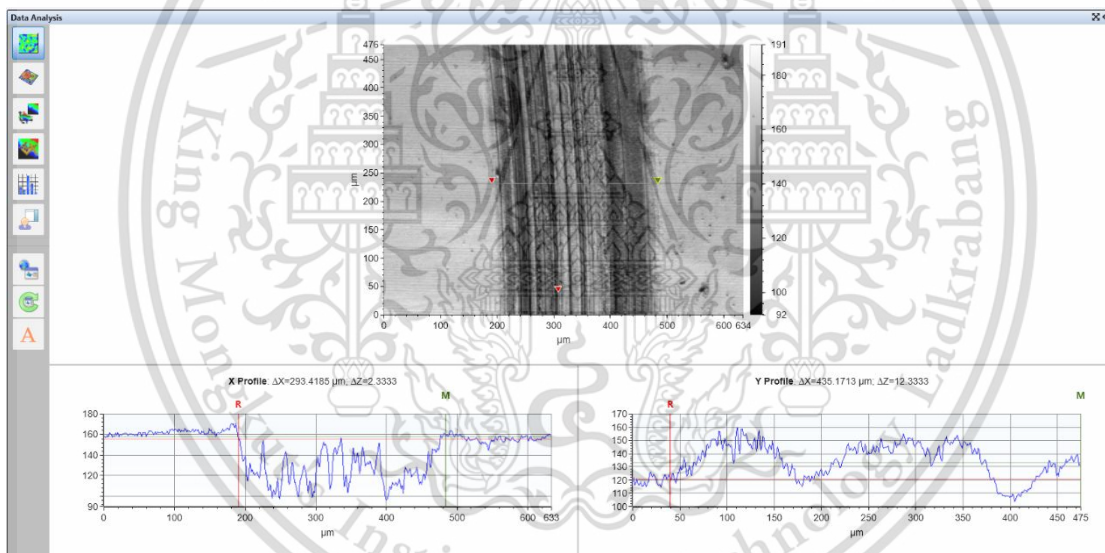 Data Analysis
King Mongkut's Institute of Technology Ladkrabang
476
450
400
350
300
250
200
150
100
50
0
µm
0 100 200 300 400 500 600 634
µm
191
180
160
140
120
100
92
A
X Profile: ΔX=293.4185 µm; ΔZ=2.3333
R M
180
160
140
120
90
0 100 200 300 400 500 600 633
µm
Y Profile: ΔX=435.1713 µm; ΔZ=12.3333
R M
170
160
150
140
130
120
110
100
0 50 100 150 200 250 300 350 400 475
µm